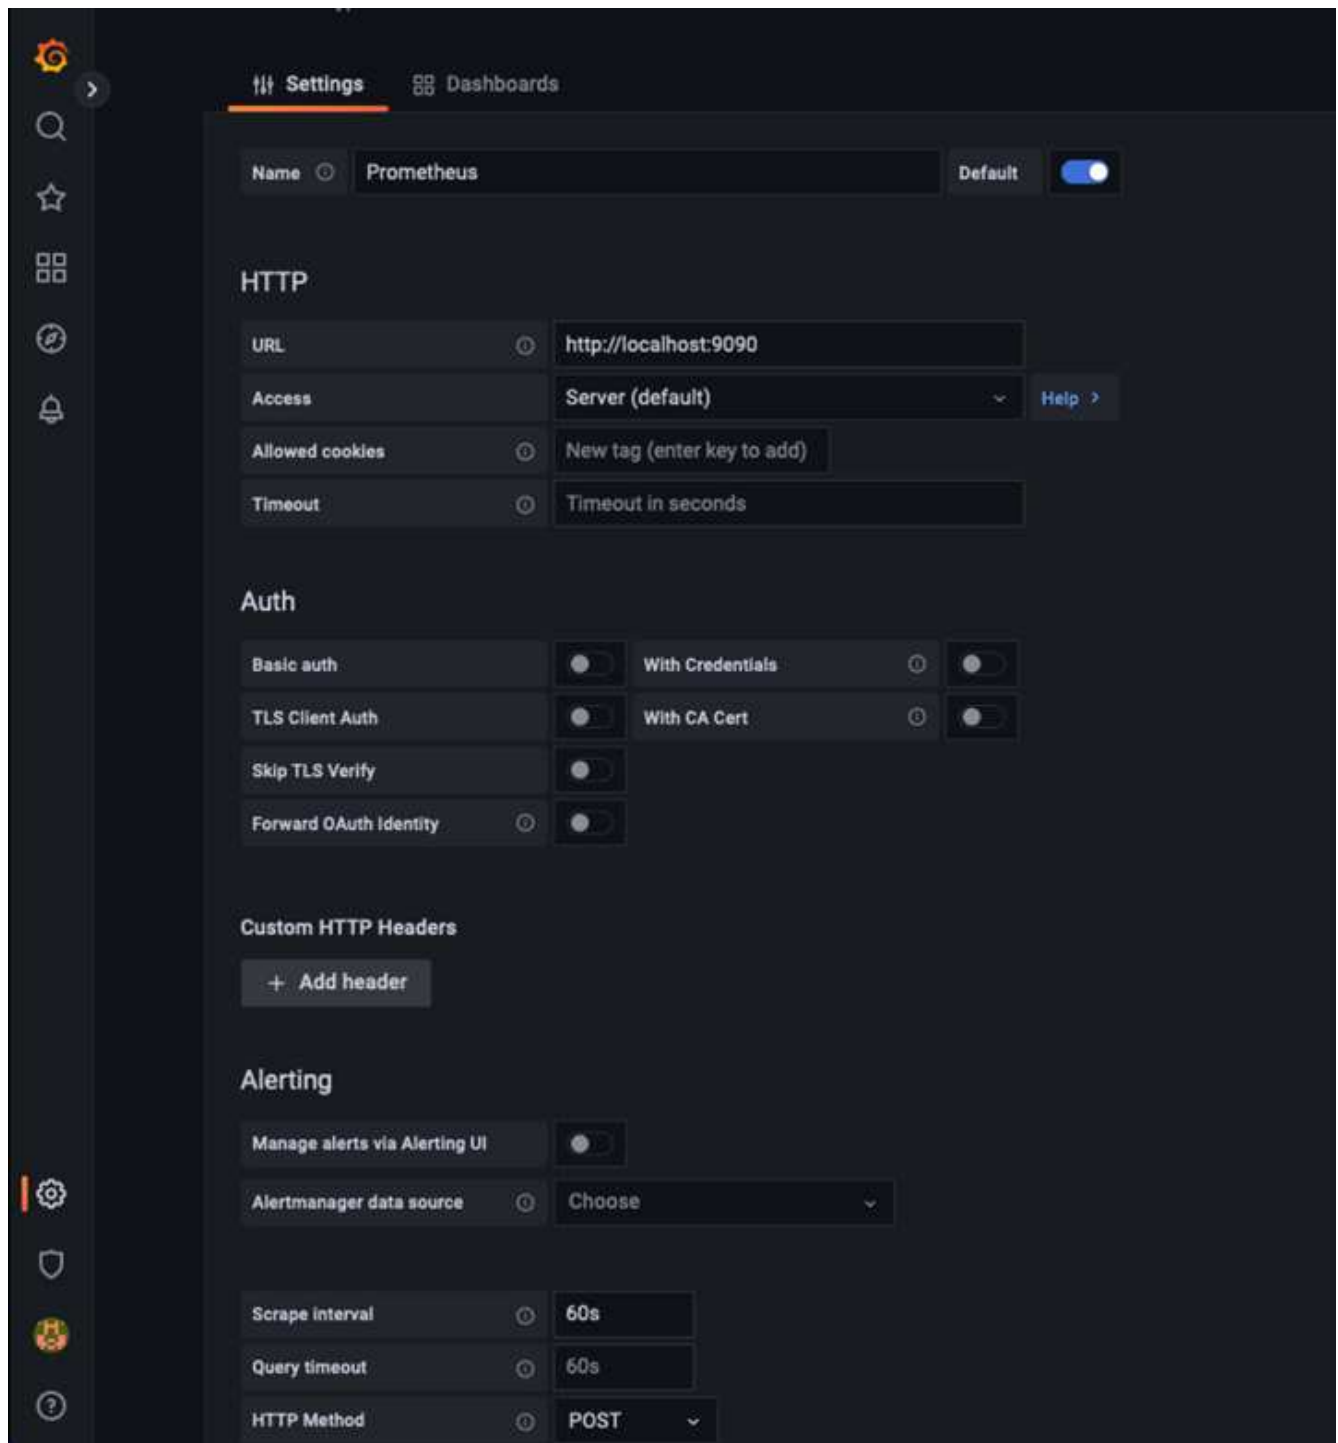 Settings Dashboards
Name Prometheus Default
HTTP
URL http://localhost:9090
Access Server (default) Help >
Allowed cookies New tag (enter key to add)
Timeout Timeout in seconds
Auth
Basic auth With Credentials
TLS Client Auth With CA Cert
Skip TLS Verify
Forward OAuth Identity
Custom HTTP Headers
+ Add header
Alerting
Manage alerts via Alerting UI
Alertmanager data source Choose
Scrape interval 60s
Query timeout 60s
HTTP Method POST